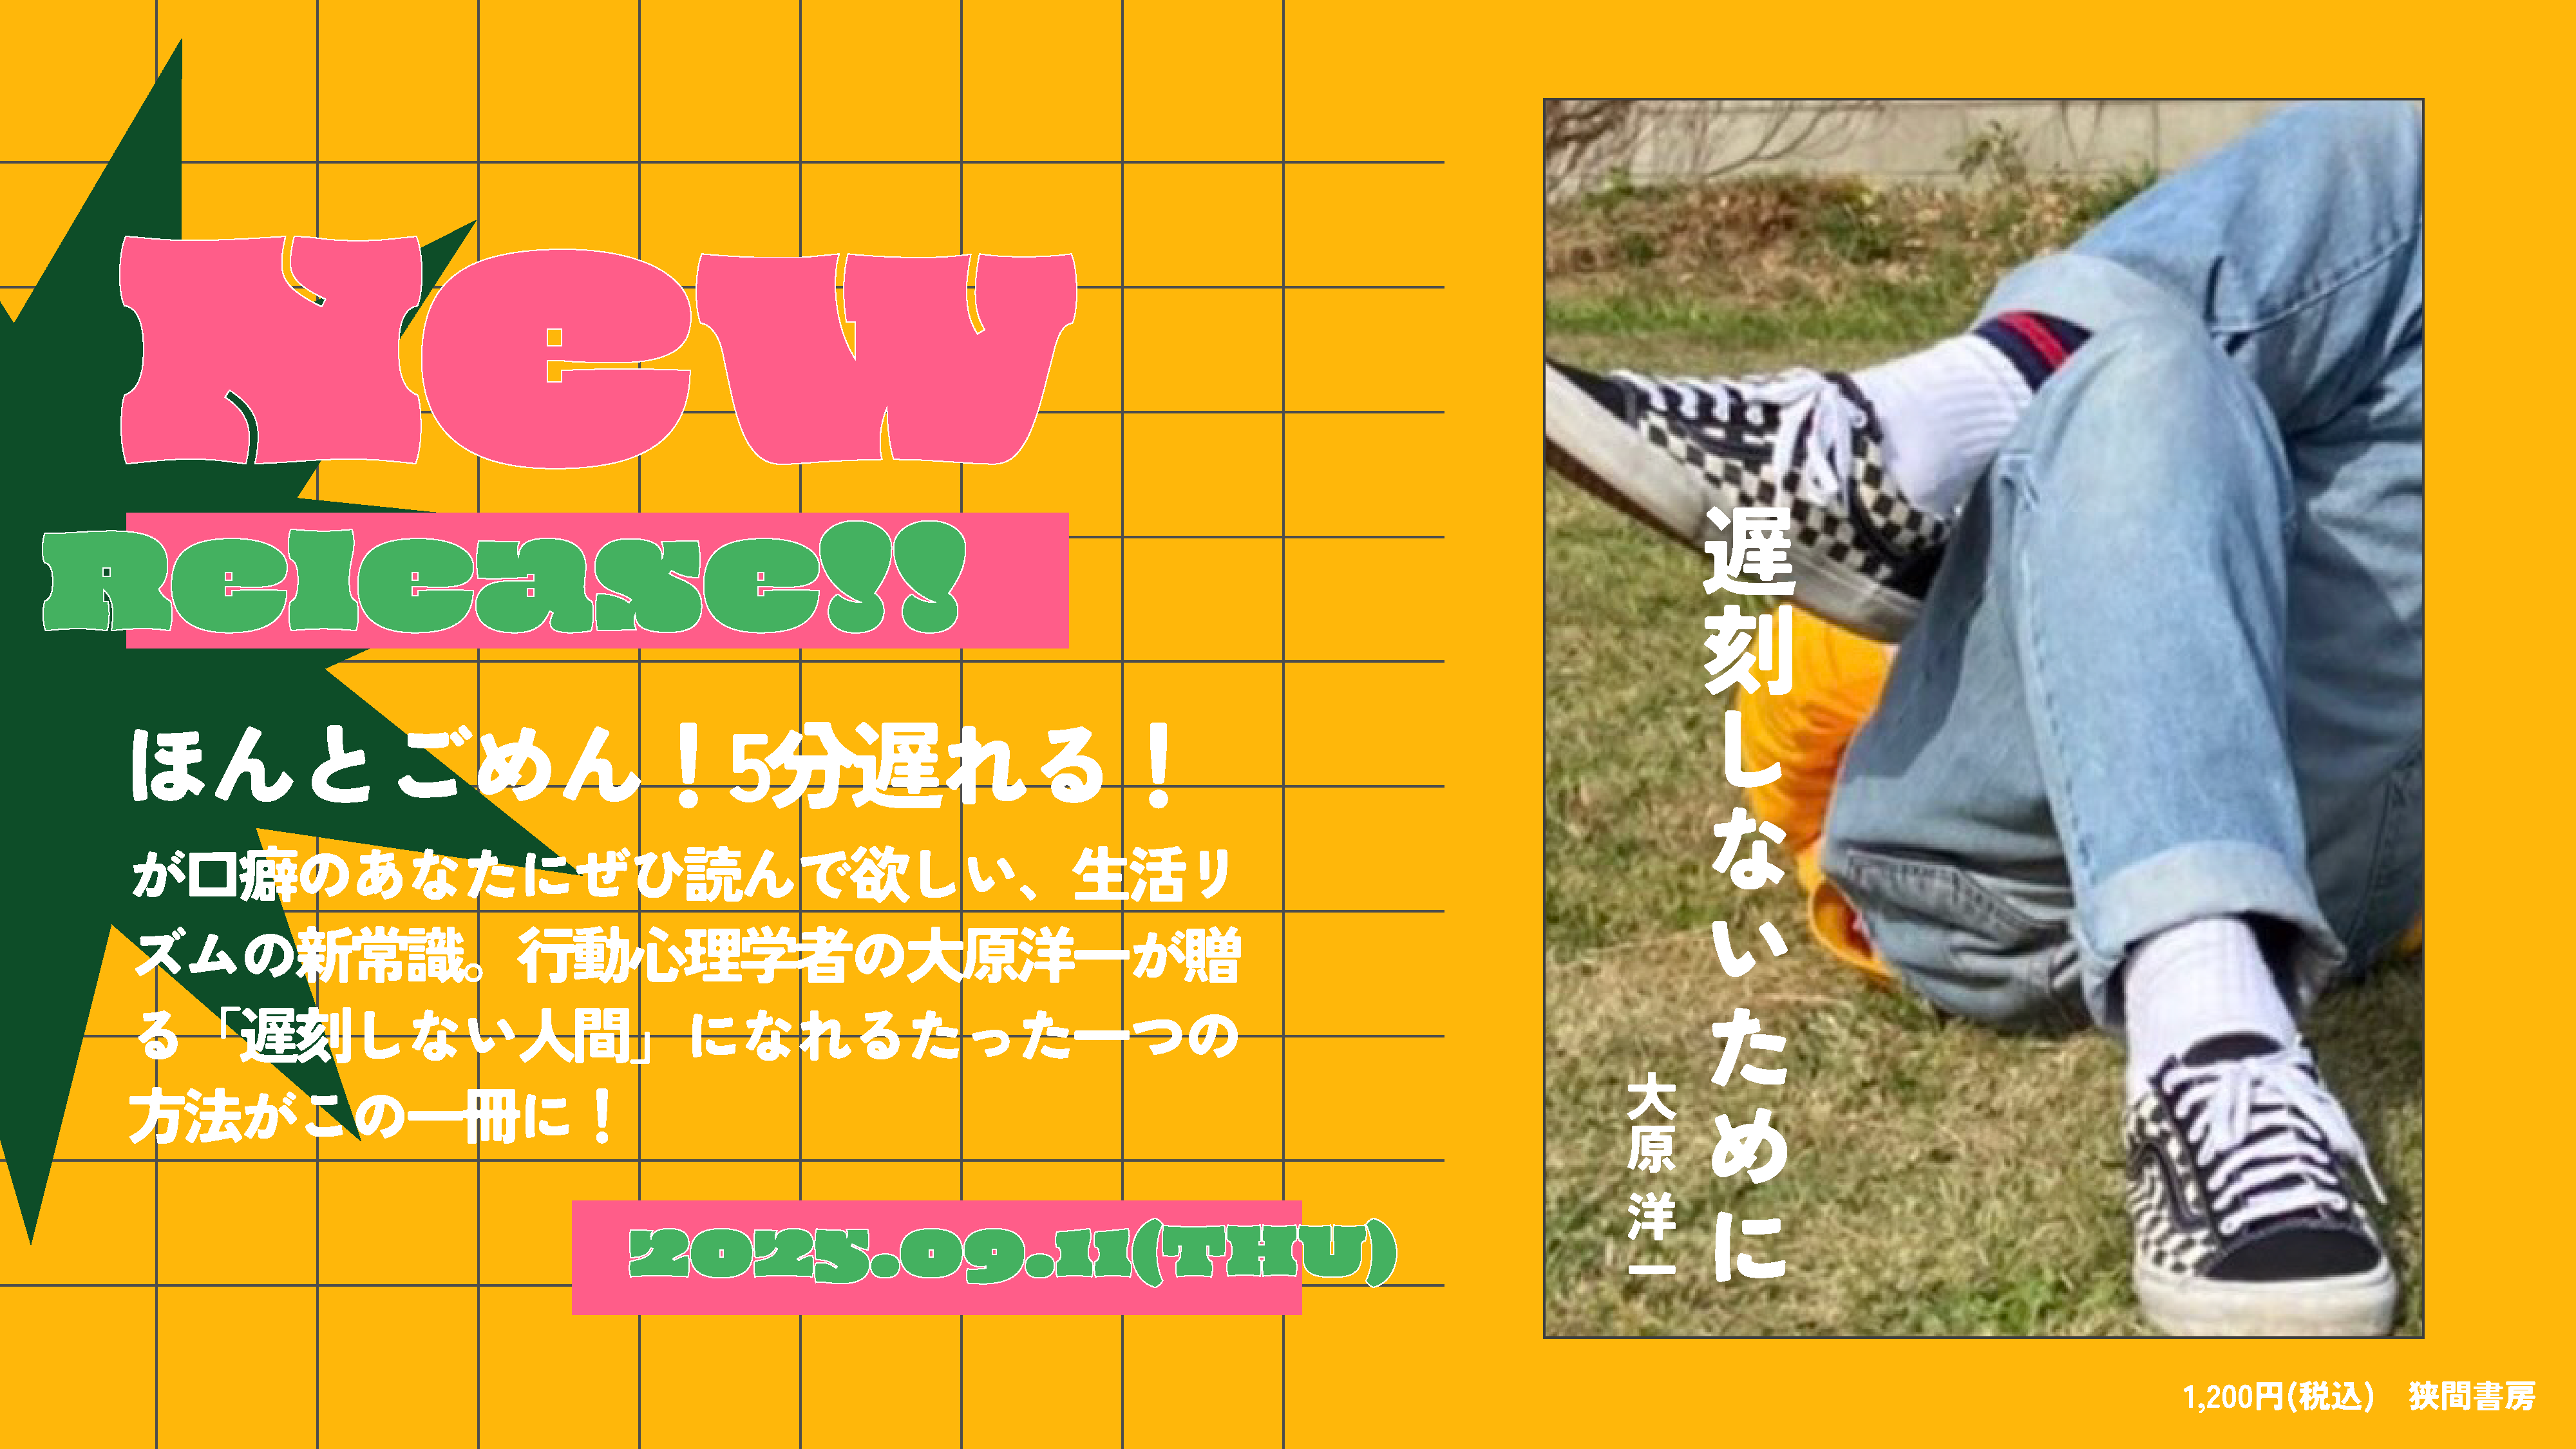 New
Release!!
ほんとごめん！5分遅れる！
が口癖のあなたにぜひ読んで欲しい、生活リ
ズムの新常識。行動心理学者の大原洋一が贈
る「遅刻しない人間」になれるたった一つの
方法がこの一冊に！
2025.09.11(THU)
遅刻しないために
大原 洋一
1,200円(税込)　狭間書房